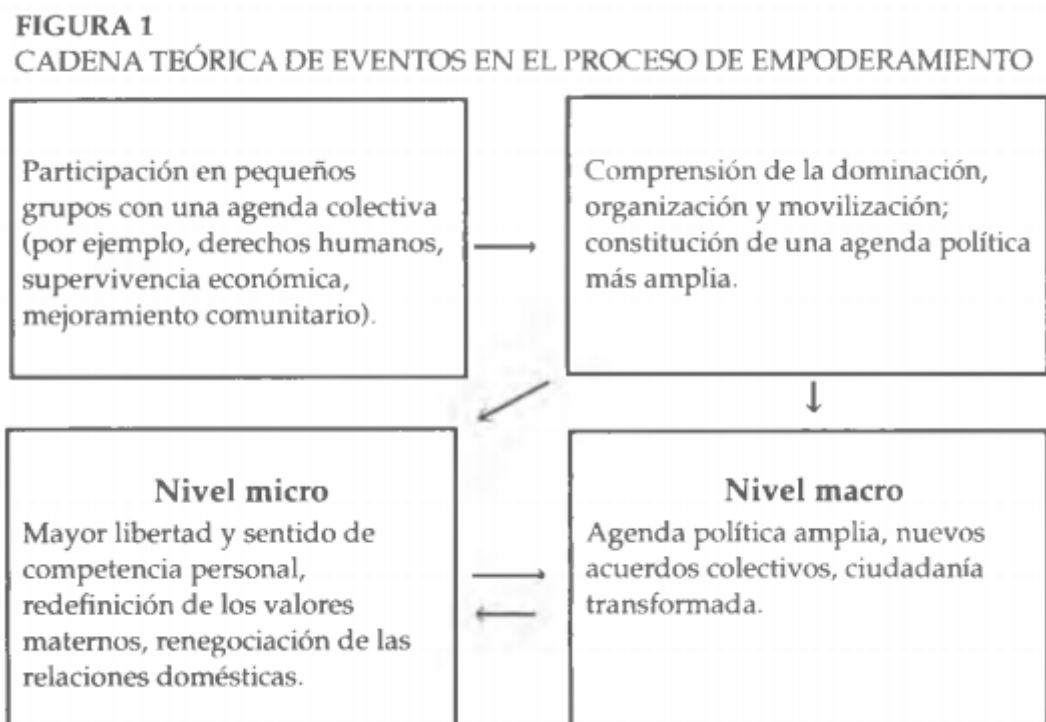 FIGURA 1
CADENA TEÓRICA DE EVENTOS EN EL PROCESO DE EMPODERAMIENTO
Participación en pequeños
grupos con una agenda colectiva
(por ejemplo, derechos humanos,
supervivencia económica,
mejoramiento comunitario).
Comprensión de la dominación,
organización y movilización;
constitución de una agenda política
más amplia.
Nivel micro
Mayor libertad y sentido de
competencia personal,
redefinición de los valores
maternos, renegociación de las
relaciones domésticas.
Nivel macro
Agenda política amplia, nuevos
acuerdos colectivos, ciudadanía
transformada.